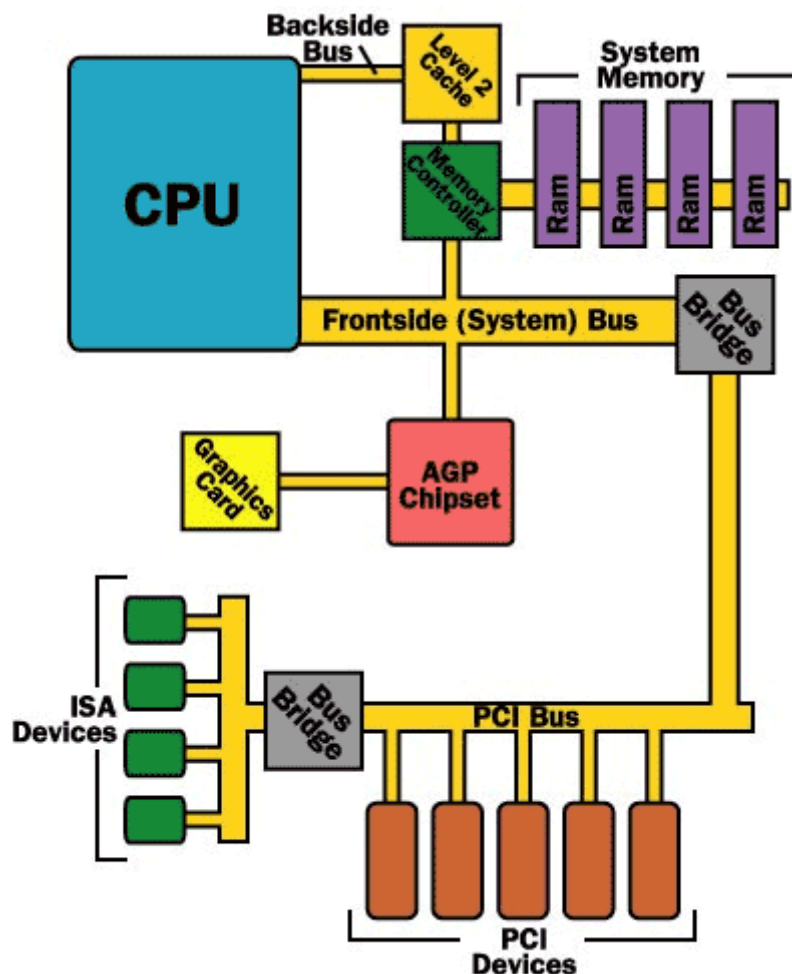 Backside
Bus
Level 2
Cache
System
Memory
CPU
Memory
Controller
Ram
Ram
Ram
Ram
Frontside (System) Bus
Bus
Bridge
Graphics
Card
AGP
Chipset
ISA
Devices
Bus
Bridge
PCI Bus
PCI
Devices